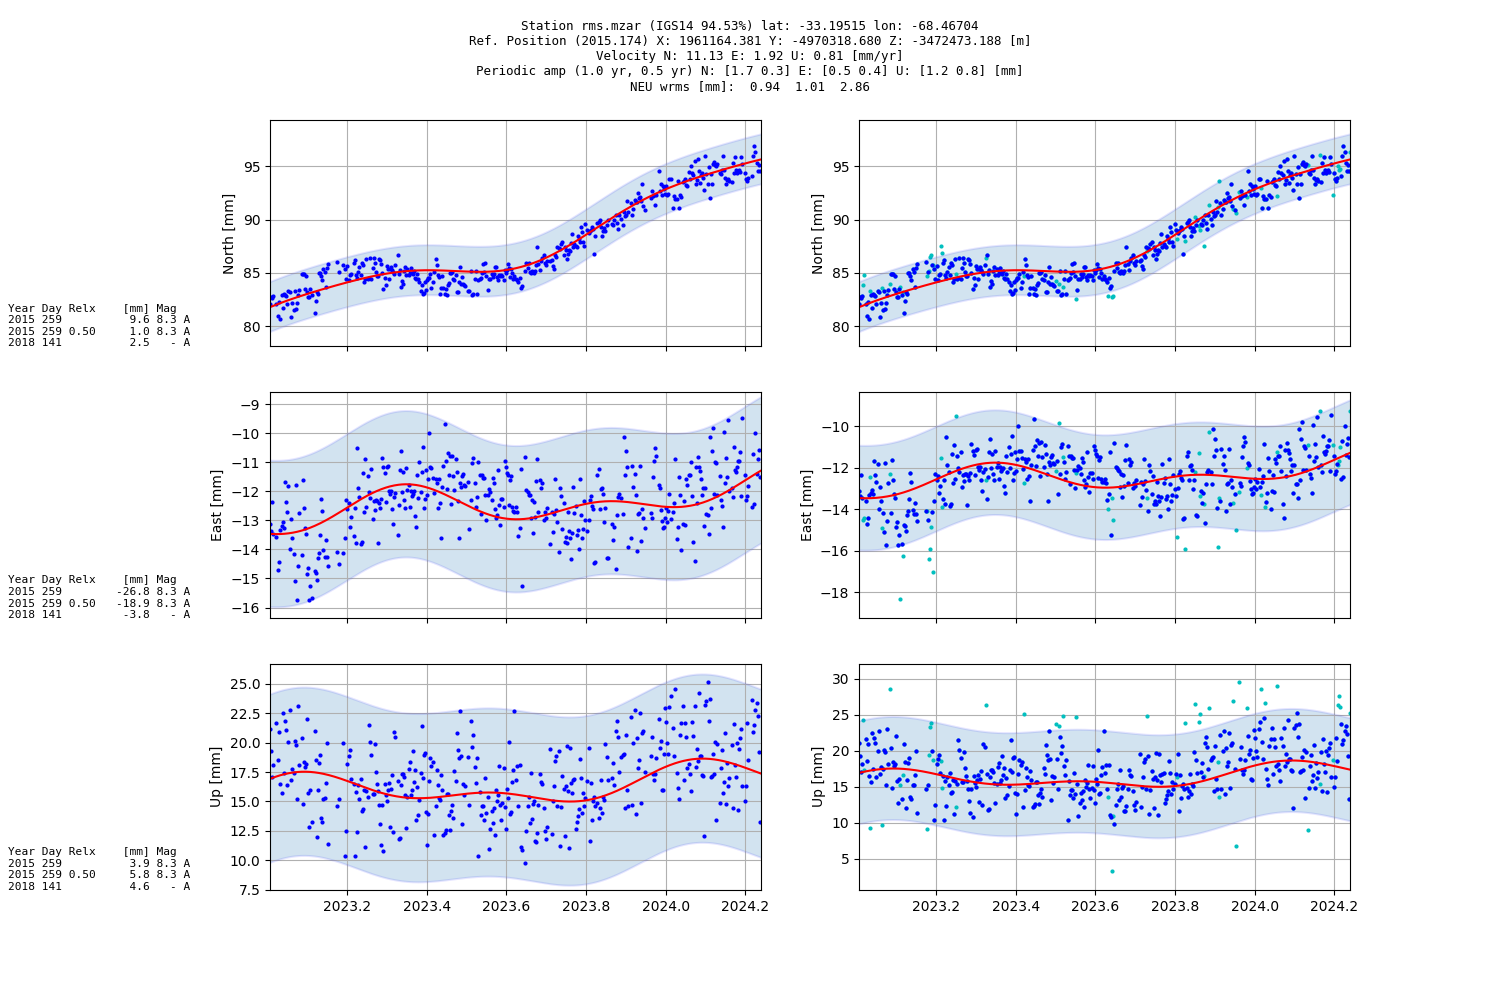 Station rms.mzar (IGS14 94.53%) lat: -33.19515 lon: -68.46704
Ref. Position (2015.174) X: 1961164.381 Y: -4970318.680 Z: -3472473.188 [m]
Velocity N: 11.13 E: 1.92 U: 0.81 [mm/yr]
Periodic amp (1.0 yr, 0.5 yr) N: [1.7 0.3] E: [0.5 0.4] U: [1.2 0.8] [mm]
NEU wrms [mm]:  0.94  1.01  2.86
North [mm]
95
90
85
80
North [mm]
95
90
85
80
Year Day Relx    [mm] Mag
2015 259          9.6 8.3 A
2015 259 0.50     1.0 8.3 A
2018 141          2.5   - A
East [mm]
−9
−10
−11
−12
−13
−14
−15
−16
East [mm]
−10
−12
−14
−16
−18
Year Day Relx    [mm] Mag
2015 259        -26.8 8.3 A
2015 259 0.50   -18.9 8.3 A
2018 141         -3.8   - A
Up [mm]
25.0
22.5
20.0
17.5
15.0
12.5
10.0
7.5
Up [mm]
30
25
20
15
10
5
Year Day Relx    [mm] Mag
2015 259          3.9 8.3 A
2015 259 0.50     5.8 8.3 A
2018 141          4.6   - A
2023.2 2023.4 2023.6 2023.8 2024.0 2024.2
2023.2 2023.4 2023.6 2023.8 2024.0 2024.2